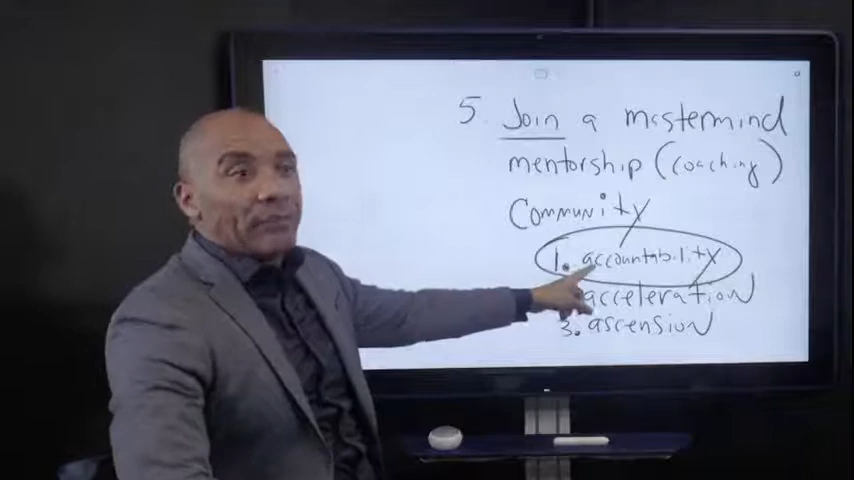 5. Join a mastermind
mentorship (coaching)
Community
1. accountability
acceleration
3. ascension